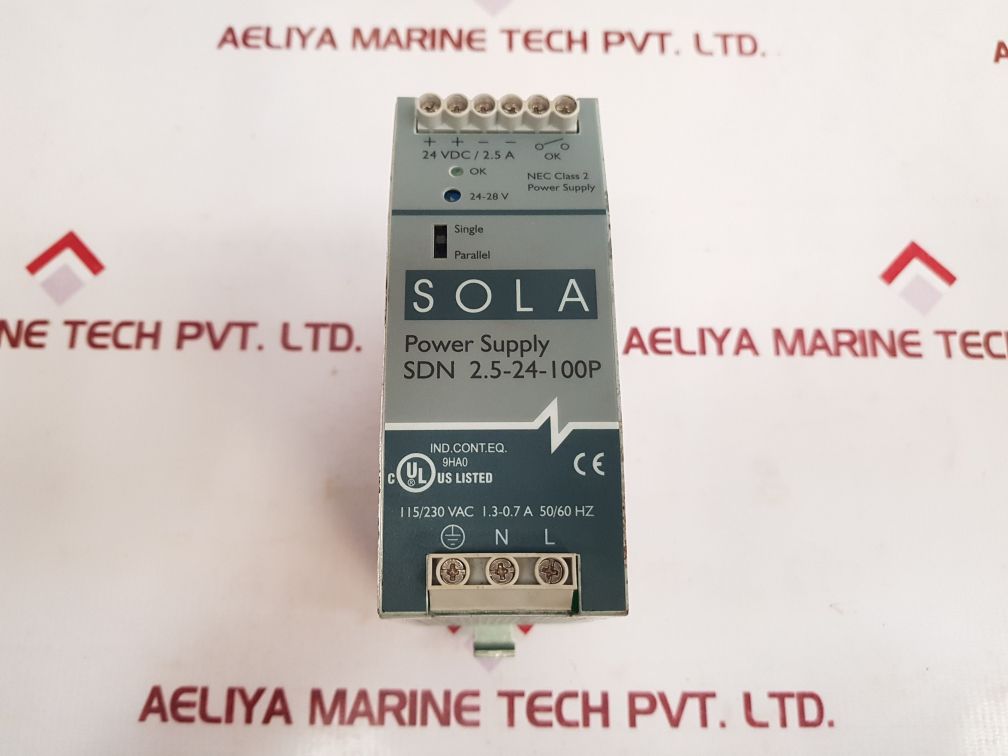 AELIYA MARINE TECH PVT. LTD.
+ + − −
24 VDC / 2.5 A
OK
OK
NEC Class 2
Power Supply
24-28 V
Single
Parallel
SOLA
Power Supply
SDN 2.5-24-100P
NE TECH PVT. LTD.
AELIYA MARINE TEC
IND.CONT.EQ.
9HA0
C UL ® US LISTED
CE
115/230 VAC 1.3-0.7 A 50/60 HZ
N L
AELIYA MARINE TECH PVT. LTD.